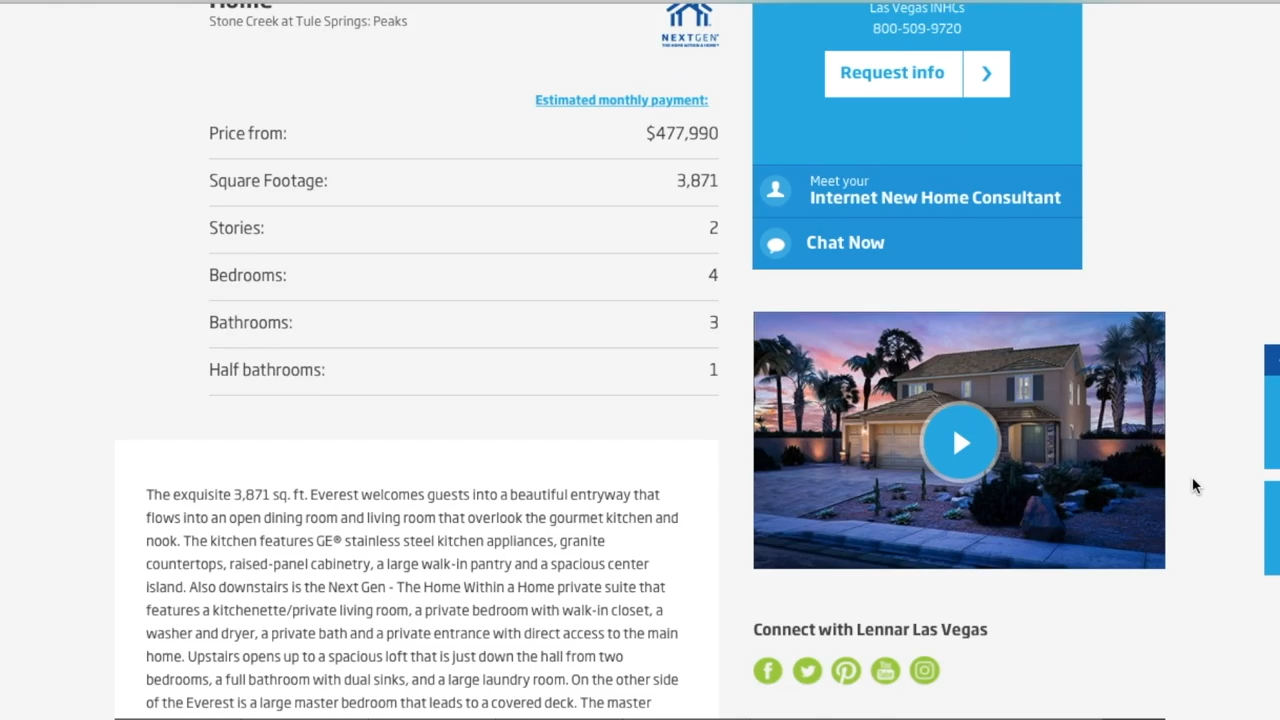 Home
Stone Creek at Tule Springs: Peaks
NEXTGEN
THE HOME WITHIN A HOME
Estimated monthly payment:
Price from: $477,990
Square Footage: 3,871
Stories: 2
Bedrooms: 4
Bathrooms: 3
Half bathrooms: 1
The exquisite 3,871 sq. ft. Everest welcomes guests into a beautiful entryway that
flows into an open dining room and living room that overlook the gourmet kitchen and
nook. The kitchen features GE® stainless steel kitchen appliances, granite
countertops, raised-panel cabinetry, a large walk-in pantry and a spacious center
island. Also downstairs is the Next Gen - The Home Within a Home private suite that
features a kitchenette/private living room, a private bedroom with walk-in closet, a
washer and dryer, a private bath and a private entrance with direct access to the main
home. Upstairs opens up to a spacious loft that is just down the hall from two
bedrooms, a full bathroom with dual sinks, and a large laundry room. On the other side
of the Everest is a large master bedroom that leads to a covered deck. The master
Las Vegas INHCs
800-509-9720
Request info
Meet your
Internet New Home Consultant
Chat Now
Connect with Lennar Las Vegas
You
Tube